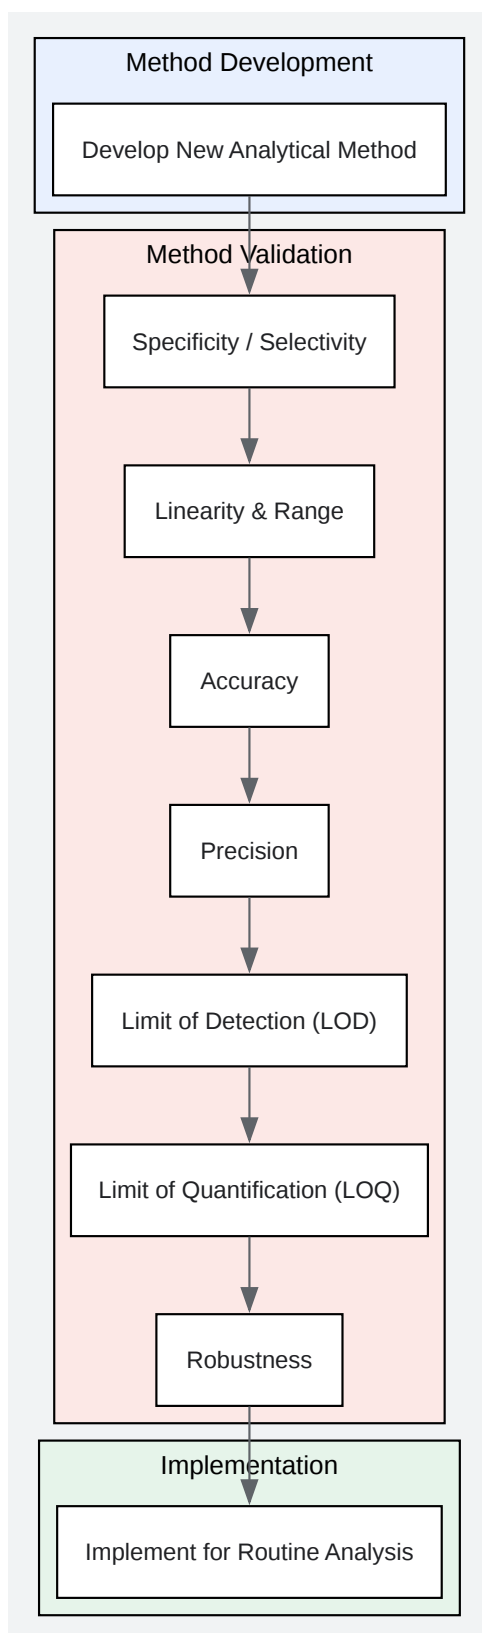 Method Development
Develop New Analytical Method
Method Validation
Specificity / Selectivity
Linearity & Range
Accuracy
Precision
Limit of Detection (LOD)
Limit of Quantification (LOQ)
Robustness
Implementation
Implement for Routine Analysis